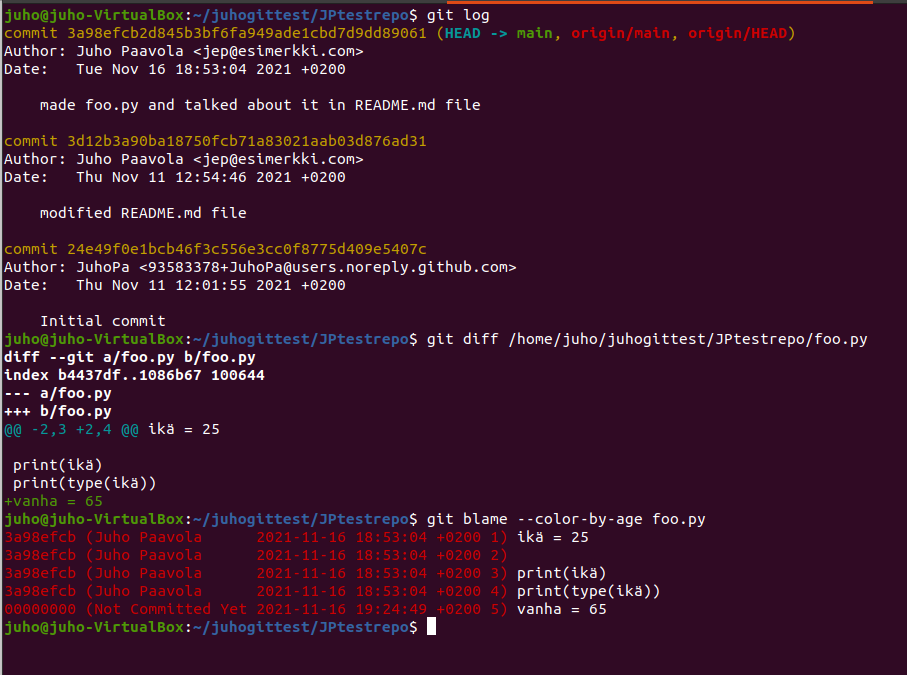 juho@juho-VirtualBox:~/juhogittest/JPtestrepo$ git log
commit 3a98efcb2d845b3bf6fa949ade1cbd7d9dd89061 (HEAD -> main, origin/main, origin/HEAD)
Author: Juho Paavola <jep@esimerkki.com>
Date:   Tue Nov 16 18:53:04 2021 +0200
    made foo.py and talked about it in README.md file
commit 3d12b3a90ba18750fcb71a83021aab03d876ad31
Author: Juho Paavola <jep@esimerkki.com>
Date:   Thu Nov 11 12:54:46 2021 +0200
    modified README.md file
commit 24e49f0e1bcb46f3c556e3cc0f8775d409e5407c
Author: JuhoPa <93583378+JuhoPa@users.noreply.github.com>
Date:   Thu Nov 11 12:01:55 2021 +0200
    Initial commit
juho@juho-VirtualBox:~/juhogittest/JPtestrepo$ git diff /home/juho/juhogittest/JPtestrepo/foo.py
diff --git a/foo.py b/foo.py
index b4437df..1086b67 100644
--- a/foo.py
+++ b/foo.py
@@ -2,3 +2,4 @@ ikä = 25
 print(ikä)
 print(type(ikä))
+vanha = 65
juho@juho-VirtualBox:~/juhogittest/JPtestrepo$ git blame --color-by-age foo.py
3a98efcb (Juho Paavola      2021-11-16 18:53:04 +0200 1) ikä = 25
3a98efcb (Juho Paavola      2021-11-16 18:53:04 +0200 2)
3a98efcb (Juho Paavola      2021-11-16 18:53:04 +0200 3) print(ikä)
3a98efcb (Juho Paavola      2021-11-16 18:53:04 +0200 4) print(type(ikä))
00000000 (Not Committed Yet 2021-11-16 19:24:49 +0200 5) vanha = 65
juho@juho-VirtualBox:~/juhogittest/JPtestrepo$